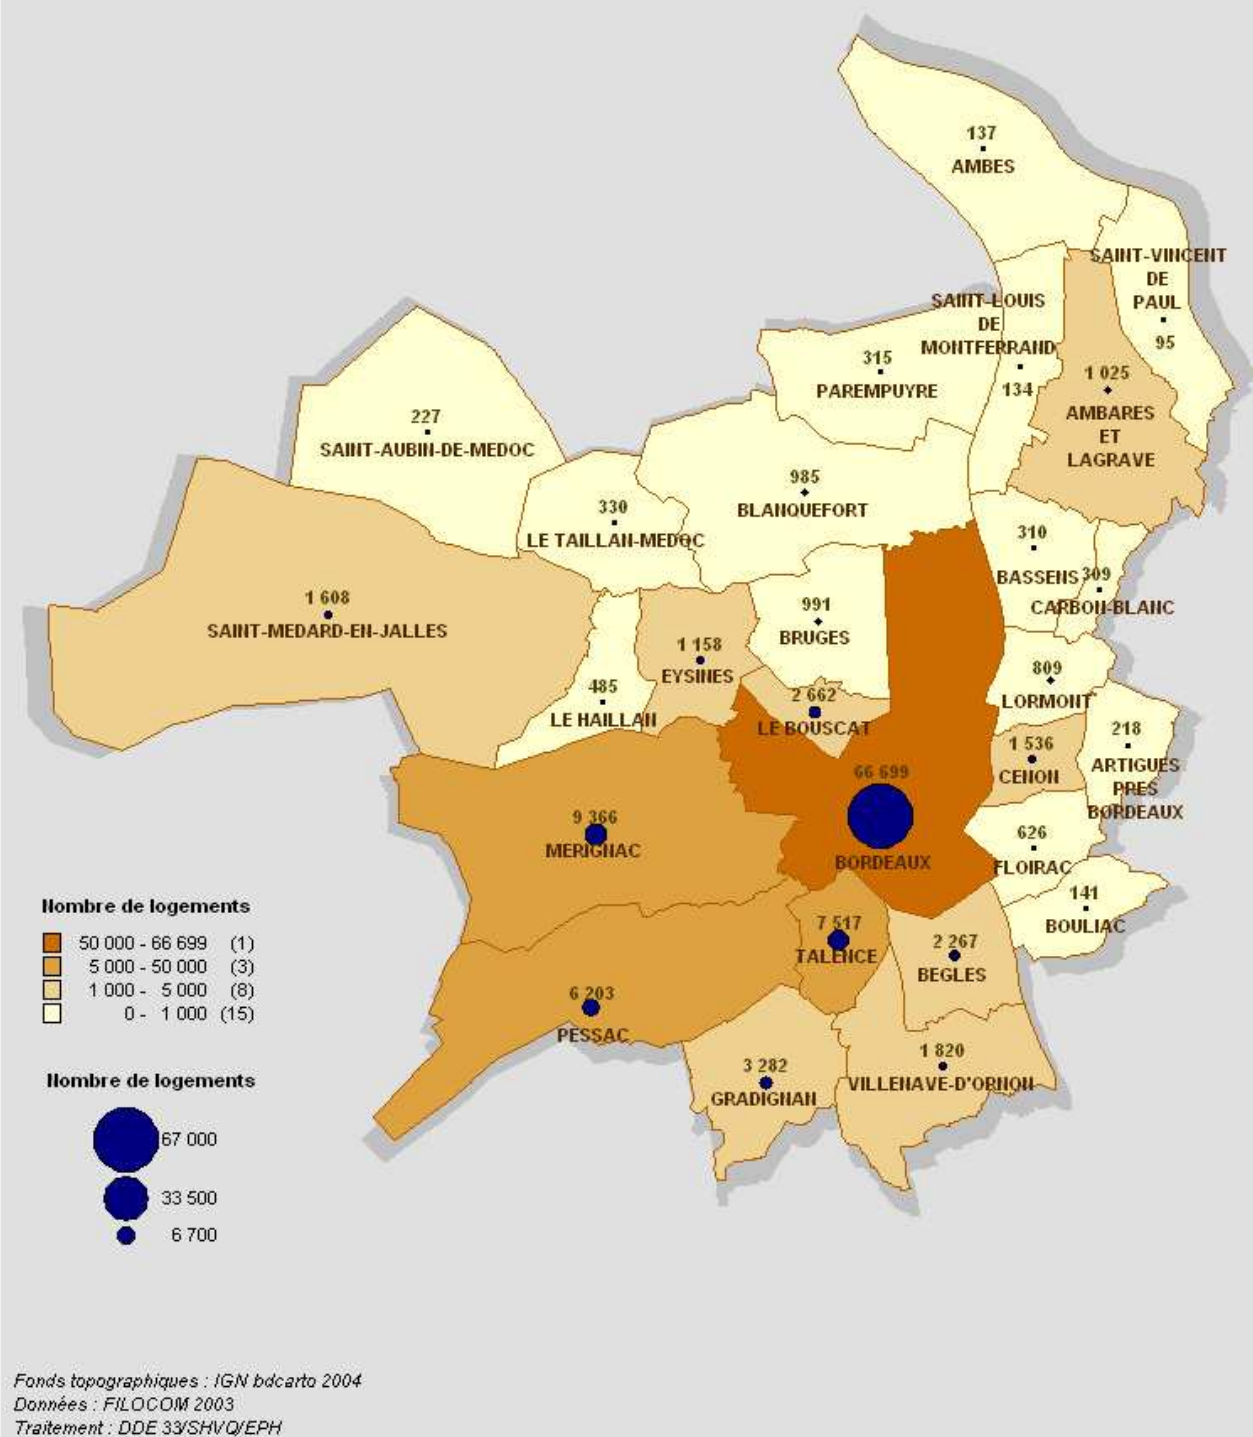 137
AMBES
SAINT-VINCENT
DE
PAUL
95
SAINT-LOUIS
DE
MONTFERRAND
134
315
PAREMPUYRE
1 025
AMBARES
ET
LAGRAVE
227
SAINT-AUBIN-DE-MEDOC
985
BLANQUEFORT
330
LE TAILLAN-MEDOC
310
BASSENS
309
CARBON-BLANC
1 608
SAINT-MEDARD-EN-JALLES
991
BRUGES
1 158
EYSINES
485
LE HAILLAN
2 662
LE BOUSCAT
809
LORMONT
218
ARTIGUES
PRES
BORDEAUX
1 536
CENON
66 699
BORDEAUX
9 366
MERIGNAC
626
FLOIRAC
141
BOULIAC
7 517
TALENCE
2 267
BEGLES
6 203
PESSAC
3 282
GRADIGNAN
1 820
VILLENAVE-D'ORNON
Nombre de logements
50 000 - 66 699 (1)
5 000 - 50 000 (3)
1 000 - 5 000 (8)
0 - 1 000 (15)
Nombre de logements
67 000
33 500
6 700
Fonds topographiques : IGN bdcarto 2004
Données : FILOCOM 2003
Traitement : DDE 33/SHVQ/EPH